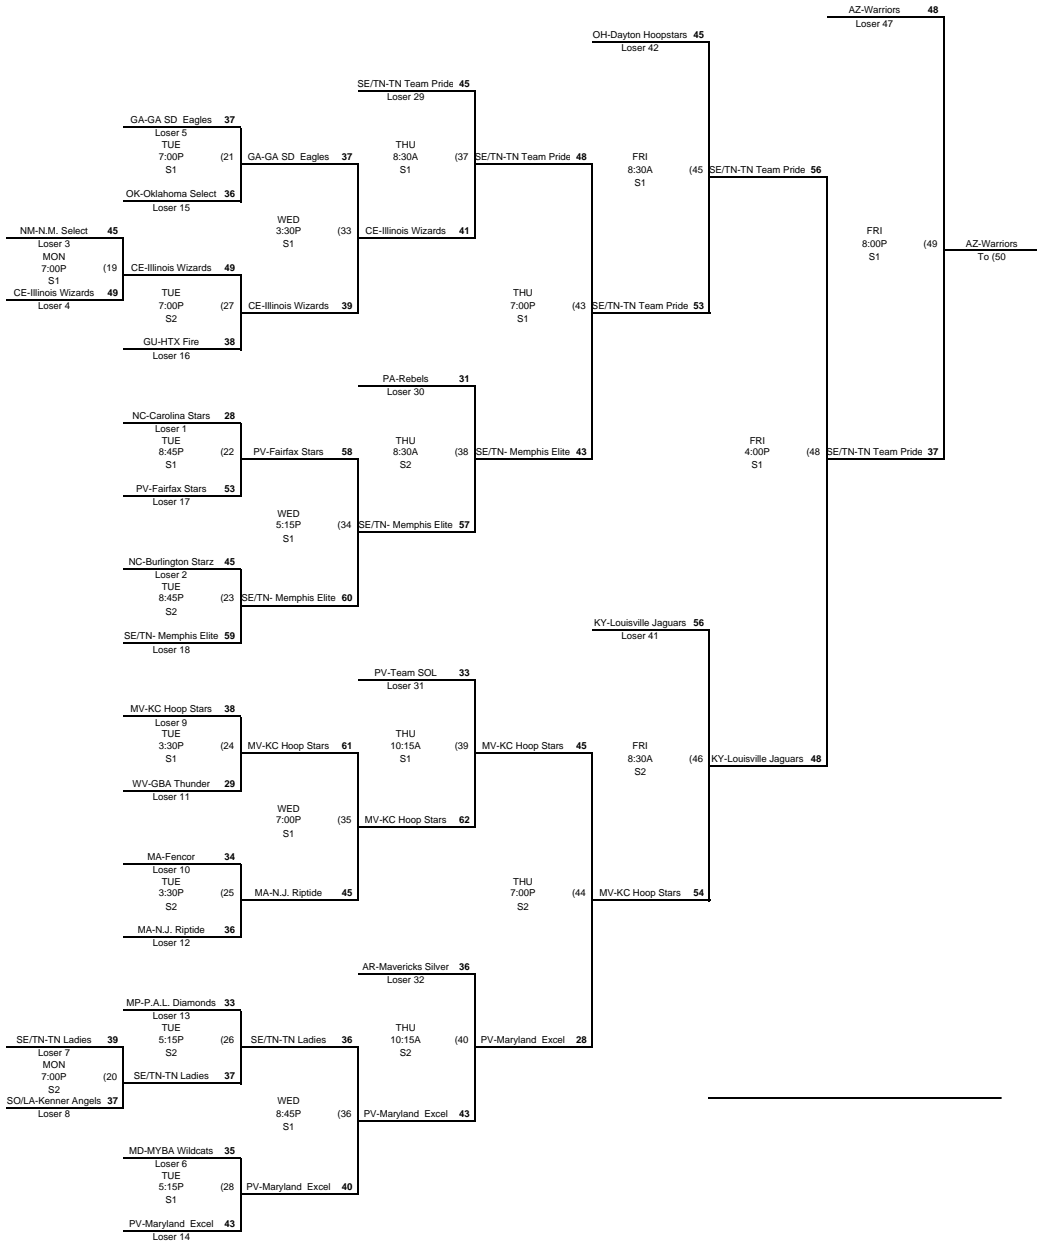 AZ-Warriors 48
Loser 47
OH-Dayton Hoopstars 45
Loser 42
SE/TN-TN Team Pride 45
Loser 29
GA-GA SD Eagles 37
Loser 5
TUE
7:00P (21
S1
GA-GA SD Eagles 37
THU
8:30A (37
S1
SE/TN-TN Team Pride 48
FRI
8:30A (45
S1
SE/TN-TN Team Pride 56
OK-Oklahoma Select 36
Loser 15
NM-N.M. Select 45
Loser 3
MON
7:00P (19
S1
CE-Illinois Wizards 49
Loser 4
WED
3:30P (33
S1
CE-Illinois Wizards 41
FRI
8:00P (49
S1
AZ-Warriors
To (50
CE-Illinois Wizards 49
TUE
7:00P (27
S2
CE-Illinois Wizards 39
THU
7:00P (43
S1
SE/TN-TN Team Pride 53
GU-HTX Fire 38
Loser 16
PA-Rebels 31
Loser 30
NC-Carolina Stars 28
Loser 1
TUE
8:45P (22
S1
PV-Fairfax Stars 58
THU
8:30A (38
S2
SE/TN- Memphis Elite 43
FRI
4:00P (48
S1
SE/TN-TN Team Pride 37
PV-Fairfax Stars 53
Loser 17
WED
5:15P (34
S1
SE/TN- Memphis Elite 57
NC-Burlington Starz 45
Loser 2
TUE
8:45P (23
S2
SE/TN- Memphis Elite 60
SE/TN- Memphis Elite 59
Loser 18
KY-Louisville Jaguars 56
Loser 41
PV-Team SOL 33
Loser 31
MV-KC Hoop Stars 38
Loser 9
TUE
3:30P (24
S1
MV-KC Hoop Stars 61
THU
10:15A (39
S1
MV-KC Hoop Stars 45
FRI
8:30A (46
S2
KY-Louisville Jaguars 48
WV-GBA Thunder 29
Loser 11
WED
7:00P (35
S1
MV-KC Hoop Stars 62
MA-Fencor 34
Loser 10
TUE
3:30P (25
S2
MA-N.J. Riptide 45
THU
7:00P (44
S2
MV-KC Hoop Stars 54
MA-N.J. Riptide 36
Loser 12
AR-Mavericks Silver 36
Loser 32
MP-P.A.L. Diamonds 33
Loser 13
TUE
5:15P (26
S2
SE/TN-TN Ladies 36
THU
10:15A (40
S2
PV-Maryland Excel 28
SE/TN-TN Ladies 39
Loser 7
MON
7:00P (20
S2
SE/TN-TN Ladies 37
SO/LA-Kenner Angels 37
Loser 8
WED
8:45P (36
S1
PV-Maryland Excel 43
MD-MYBA Wildcats 35
Loser 6
TUE
5:15P (28
S1
PV-Maryland Excel 40
PV-Maryland Excel 43
Loser 14